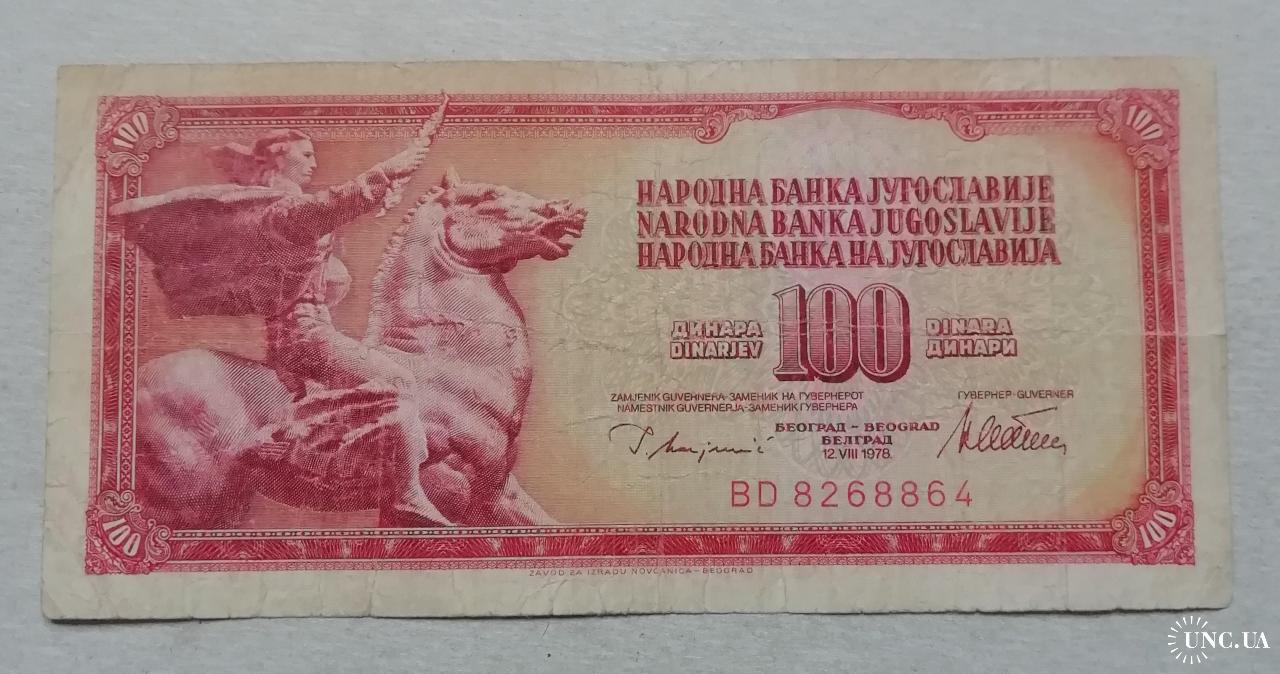 100
100
НАРОДНА БАНКА ЈУГОСЛАВИЈЕ
NARODNA BANKA JUGOSLAVIJE
НАРОДНА БАНКА НА ЈУГОСЛАВИЈА
ДИНАРА 100 DINARA
DINARJEV ДИНАРИ
ZAMJENIK GUVERNERA-ЗАМЕНИК НА ГУВЕРНЕРОТ ГУВЕРНЕР-GUVERNER
NAMESTNIK GUVERNERJA-ЗАМЕНИК ГУВЕРНЕРА
БЕОГРАД - BEOGRAD
БЕЛГРАД
12. VIII 1978.
BD 8268864
100
100
ZAVOD ZA IZRADU NOVČANICA-BEOGRAD
UNC.UA